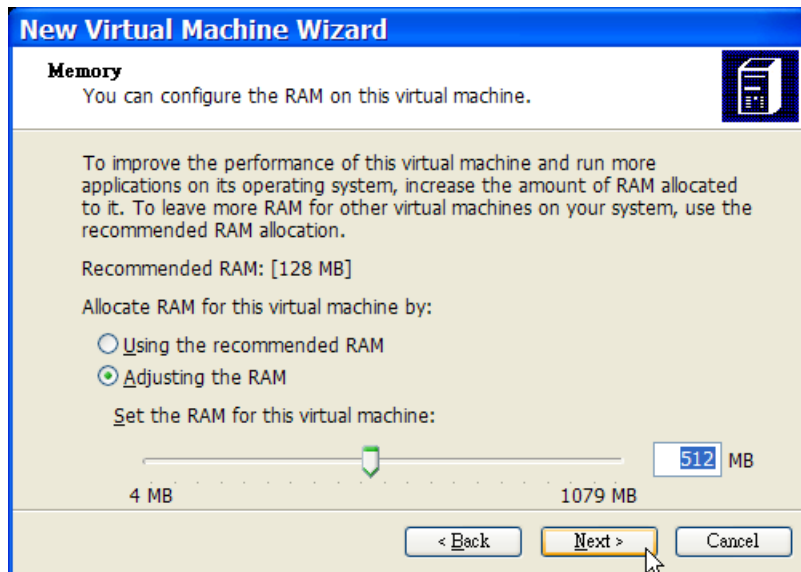 New Virtual Machine Wizard
Memory
You can configure the RAM on this virtual machine.
To improve the performance of this virtual machine and run more
applications on its operating system, increase the amount of RAM allocated
to it. To leave more RAM for other virtual machines on your system, use the
recommended RAM allocation.
Recommended RAM: [128 MB]
Allocate RAM for this virtual machine by:
Using the recommended RAM
Adjusting the RAM
Set the RAM for this virtual machine:
512 MB
4 MB 1079 MB
< Back Next > Cancel